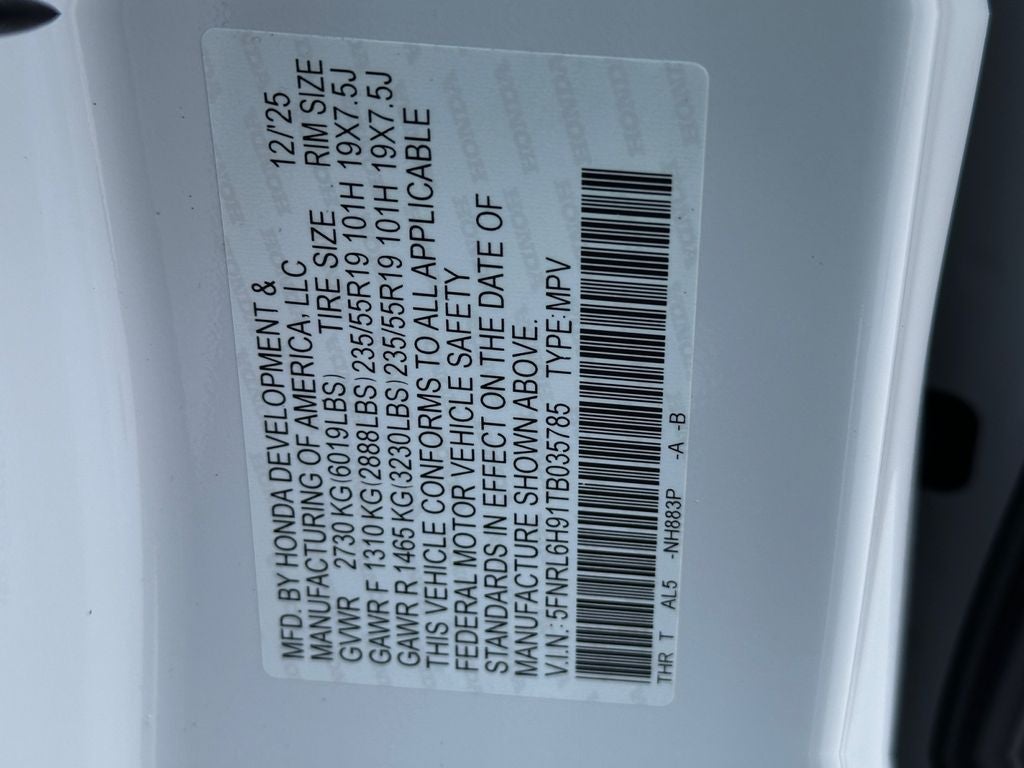 MFD. BY HONDA DEVELOPMENT &
MANUFACTURING OF AMERICA, LLC 12/'25
GVWR 2730 KG(6019LBS) TIRE SIZE RIM SIZE
GAWR F 1310 KG(2888LBS)235/55R19 101H 19X7.5J
GAWR R 1465 KG(3230LBS)235/55R19 101H 19X7.5J
THIS VEHICLE CONFORMS TO ALL APPLICABLE
FEDERAL MOTOR VEHICLE SAFETY
STANDARDS IN EFFECT ON THE DATE OF
MANUFACTURE SHOWN ABOVE.
V.I.N.:5FNRL6H91TB035785 TYPE:MPV
THR T AL5 -NH883P -A -B